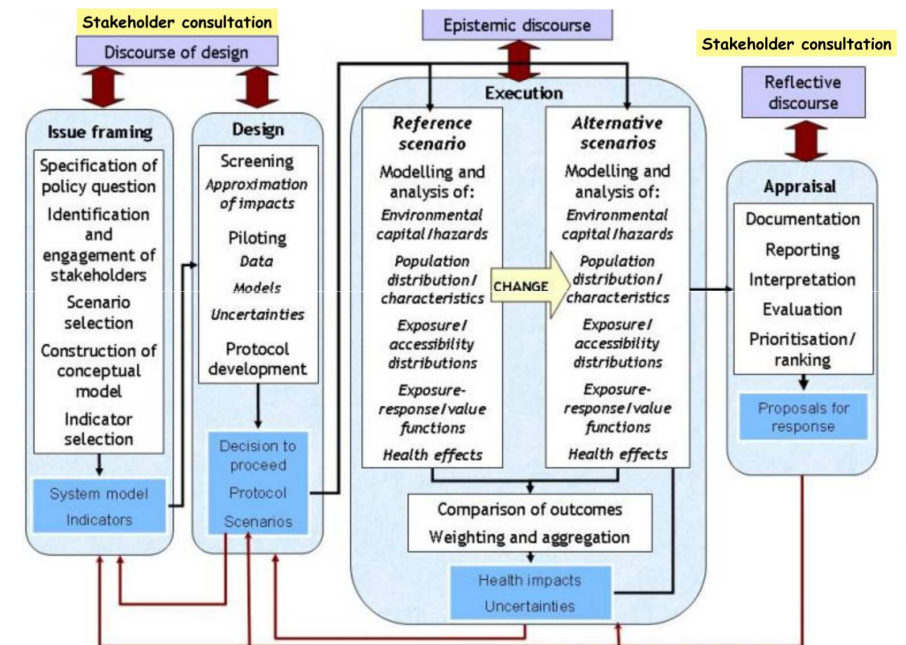 Stakeholder consultation
Discourse of design
Epistemic discourse
Stakeholder consultation
Reflective
discourse
Issue framing
Specification of
policy question
Identification
and
engagement of
stakeholders
Scenario
selection
Construction of
conceptual
model
Indicator
selection
System model
Indicators
Design
Screening
Approximation
of impacts
Piloting
Data
Models
Uncertainties
Protocol
development
Decision to
proceed
Protocol
Scenarios
Execution
Reference
scenario
Modelling and
analysis of:
Environmental
capital/hazards
Population
distribution/
characteristics
Exposure/
accessibility
distributions
Exposure-
response/value
functions
Health effects
CHANGE
Alternative
scenarios
Modelling and
analysis of:
Environmental
capital/hazards
Population
distribution/
characteristics
Exposure/
accessibility
distributions
Exposure-
response/value
functions
Health effects
Comparison of outcomes
Weighting and aggregation
Health impacts
Uncertainties
Appraisal
Documentation
Reporting
Interpretation
Evaluation
Prioritisation/
ranking
Proposals for
response